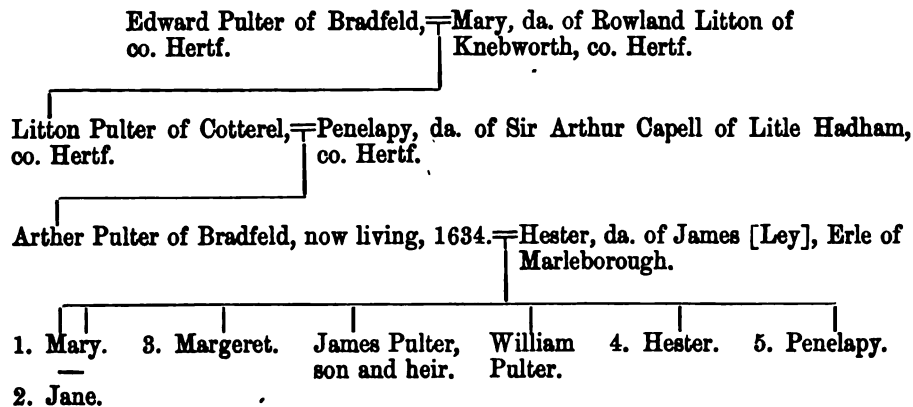 Edward Pulter of Bradfeld, co. Hertf.
Mary, da. of Rowland Litton of Knebworth, co. Hertf.
Litton Pulter of Cotterel, co. Hertf.
Penelapy, da. of Sir Arthur Capell of Litle Hadham, co. Hertf.
Arther Pulter of Bradfeld, now living, 1634.
Hester, da. of James [Ley], Erle of Marleborough.
1. Mary.
2. Jane.
3. Margeret.
James Pulter, son and heir.
William Pulter.
4. Hester.
5. Penelapy.